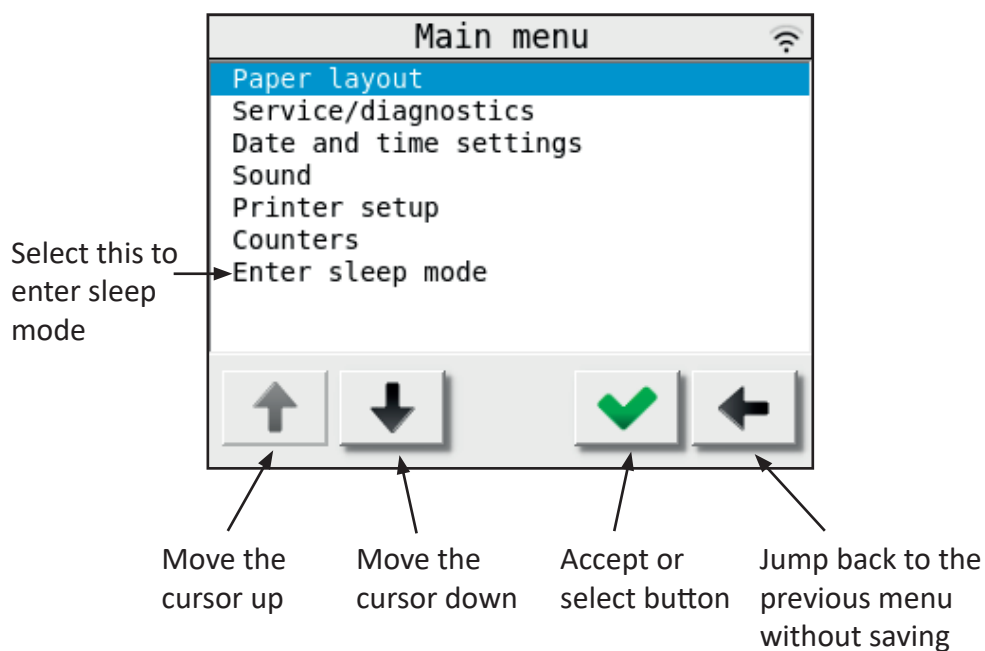 Main menu
Paper layout
Service/diagnostics
Date and time settings
Sound
Printer setup
Counters
Enter sleep mode
Select this to
enter sleep
mode
Move the
cursor up
Move the
cursor down
Accept or
select button
Jump back to the
previous menu
without saving